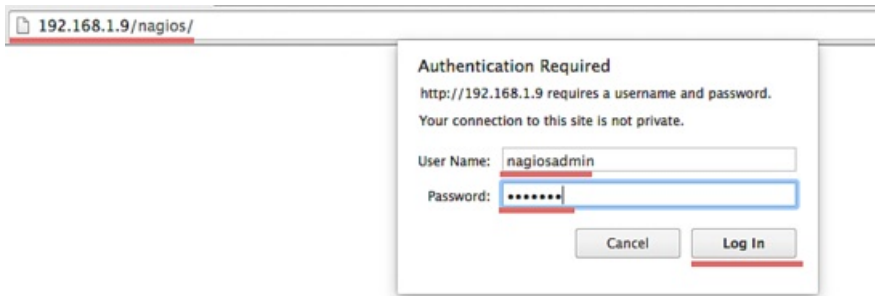 192.168.1.9/nagios/
Authentication Required
http://192.168.1.9 requires a username and password.
Your connection to this site is not private.
User Name: nagiosadmin
Password: •••••••
Cancel Log In